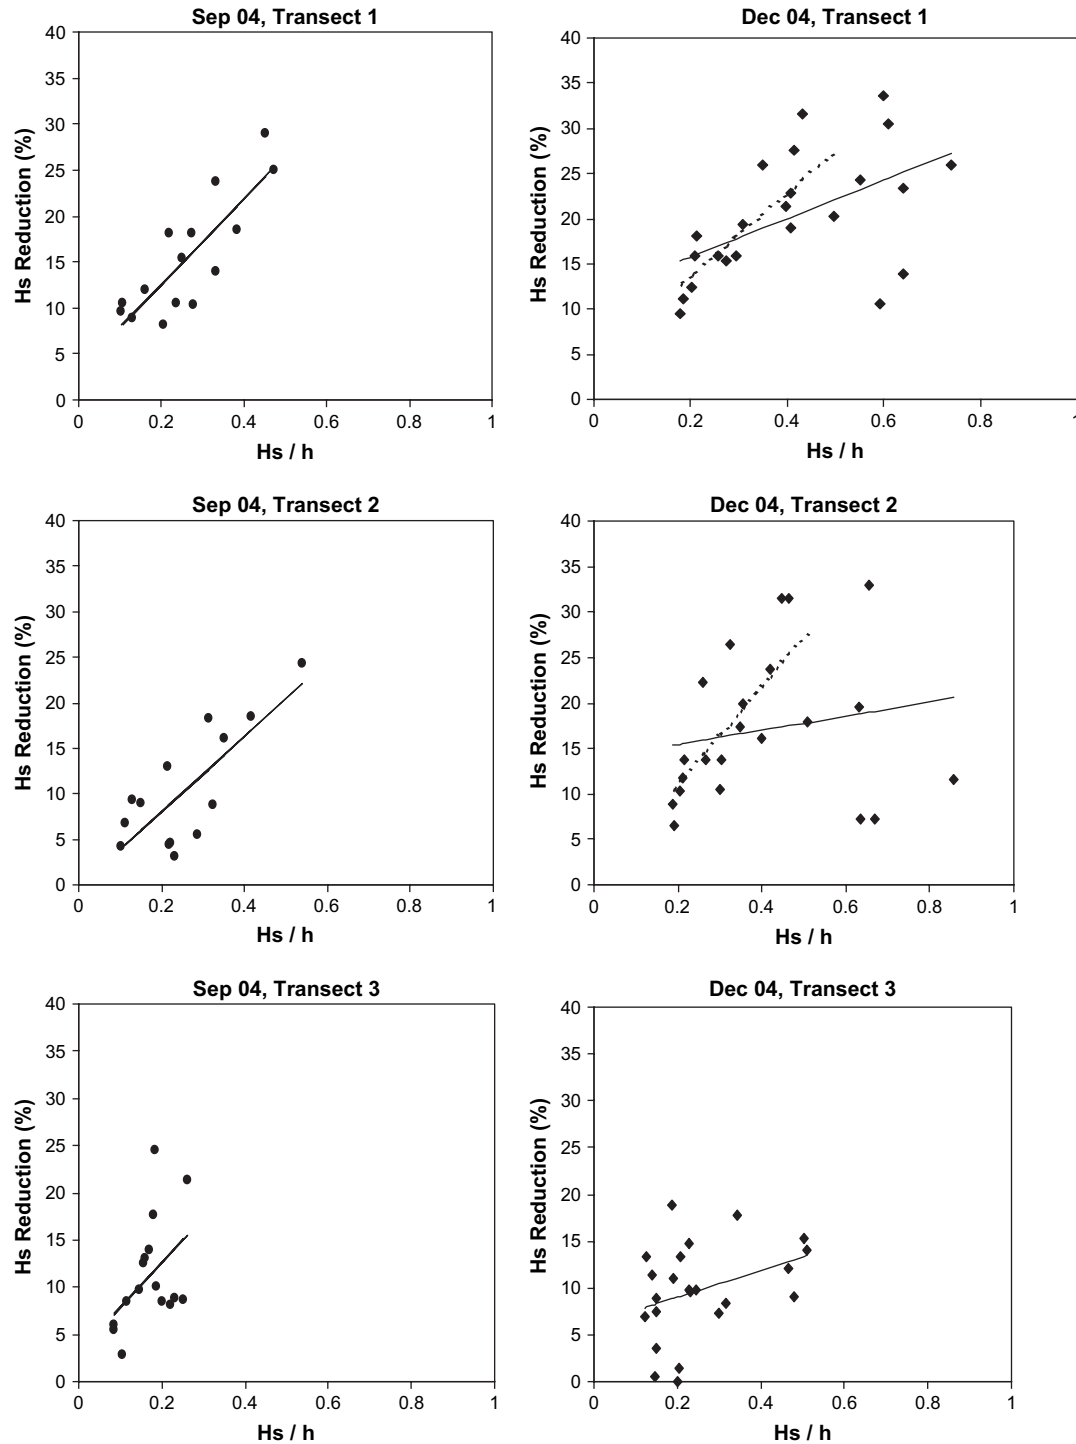 Sep 04, Transect 1
Hs Reduction (%)
40
35
30
25
20
15
10
5
0
0 0.2 0.4 0.6 0.8 1
Hs / h
Dec 04, Transect 1
Hs Reduction (%)
40
35
30
25
20
15
10
5
0
0 0.2 0.4 0.6 0.8 1
Hs / h
Sep 04, Transect 2
Hs Reduction (%)
40
35
30
25
20
15
10
5
0
0 0.2 0.4 0.6 0.8 1
Hs / h
Dec 04, Transect 2
Hs Reduction (%)
40
35
30
25
20
15
10
5
0
0 0.2 0.4 0.6 0.8 1
Hs / h
Sep 04, Transect 3
Hs Reduction (%)
40
35
30
25
20
15
10
5
0
0 0.2 0.4 0.6 0.8 1
Hs / h
Dec 04, Transect 3
Hs Reduction (%)
40
35
30
25
20
15
10
5
0
0 0.2 0.4 0.6 0.8 1
Hs / h